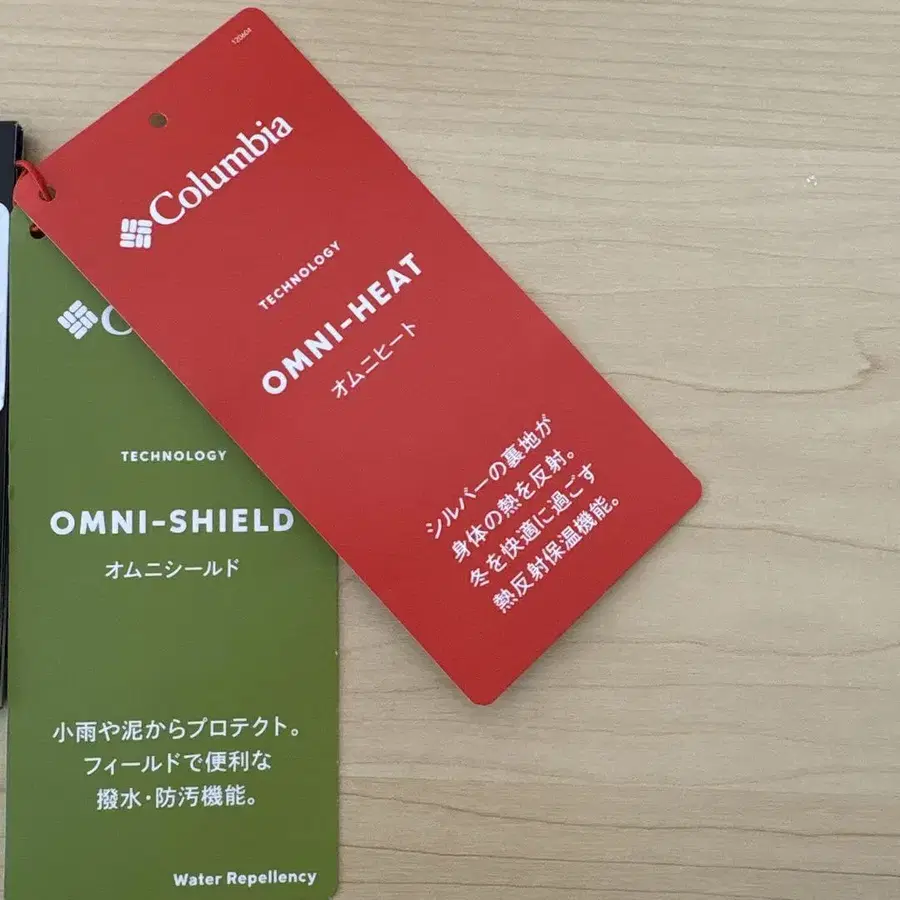 120804
Columbia
TECHNOLOGY
OMNI-HEAT
オムニヒート
シルバーの裏地が
身体の熱を反射。
冬を快適に過ごす
熱反射保温機能。
C
TECHNOLOGY
OMNI-SHIELD
オムニシールド
小雨や泥からプロテクト。
フィールドで便利な
撥水・防汚機能。
Water Repellency